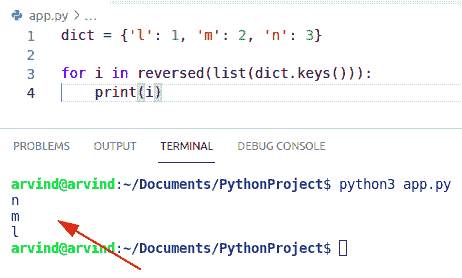 app.py > ...
1 dict = {'l': 1, 'm': 2, 'n': 3}
2
3 for i in reversed(list(dict.keys())):
4     print(i)
PROBLEMS OUTPUT TERMINAL DEBUG CONSOLE
arvind@arvind:~/Documents/PythonProject$ python3 app.py
n
m
l
arvind@arvind:~/Documents/PythonProject$